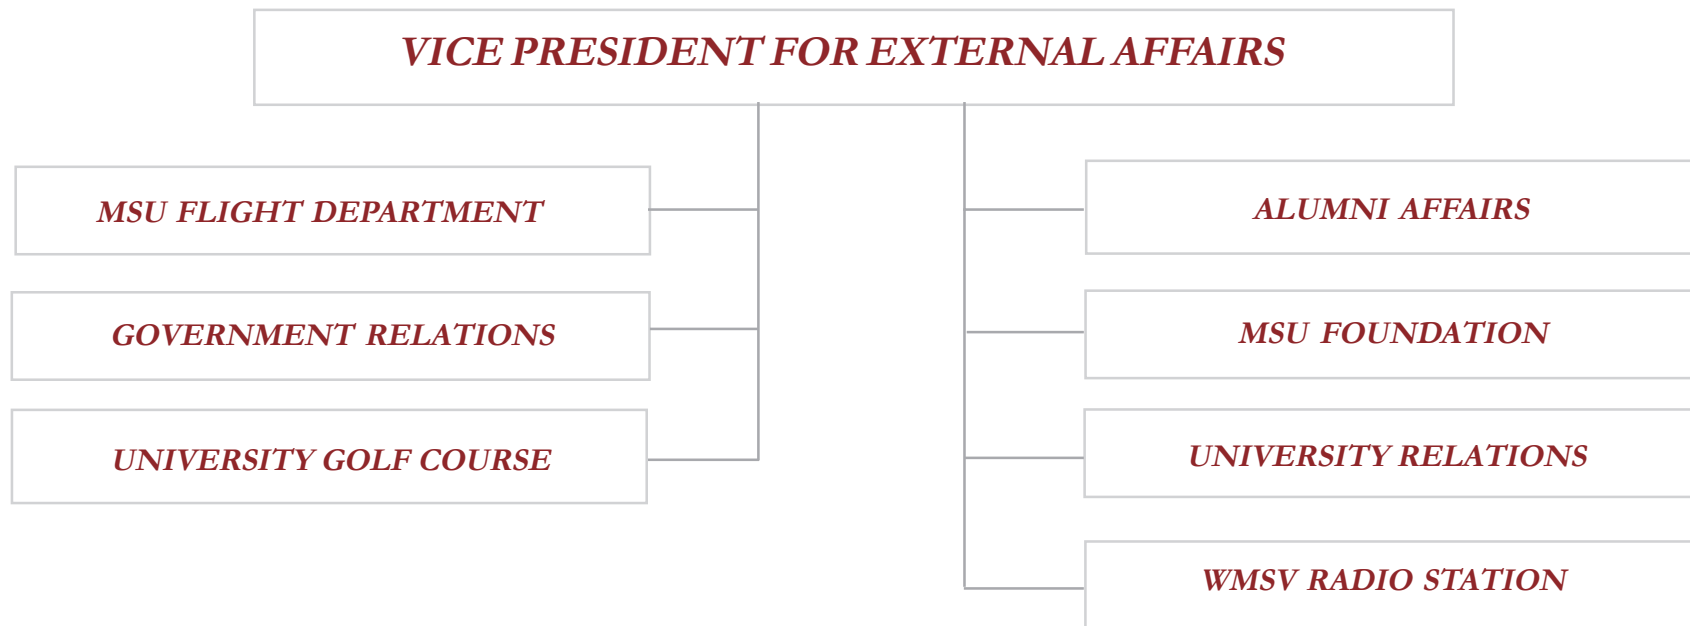 VICE PRESIDENT FOR EXTERNAL AFFAIRS
MSU FLIGHT DEPARTMENT
GOVERNMENT RELATIONS
UNIVERSITY GOLF COURSE
ALUMNI AFFAIRS
MSU FOUNDATION
UNIVERSITY RELATIONS
WMSV RADIO STATION